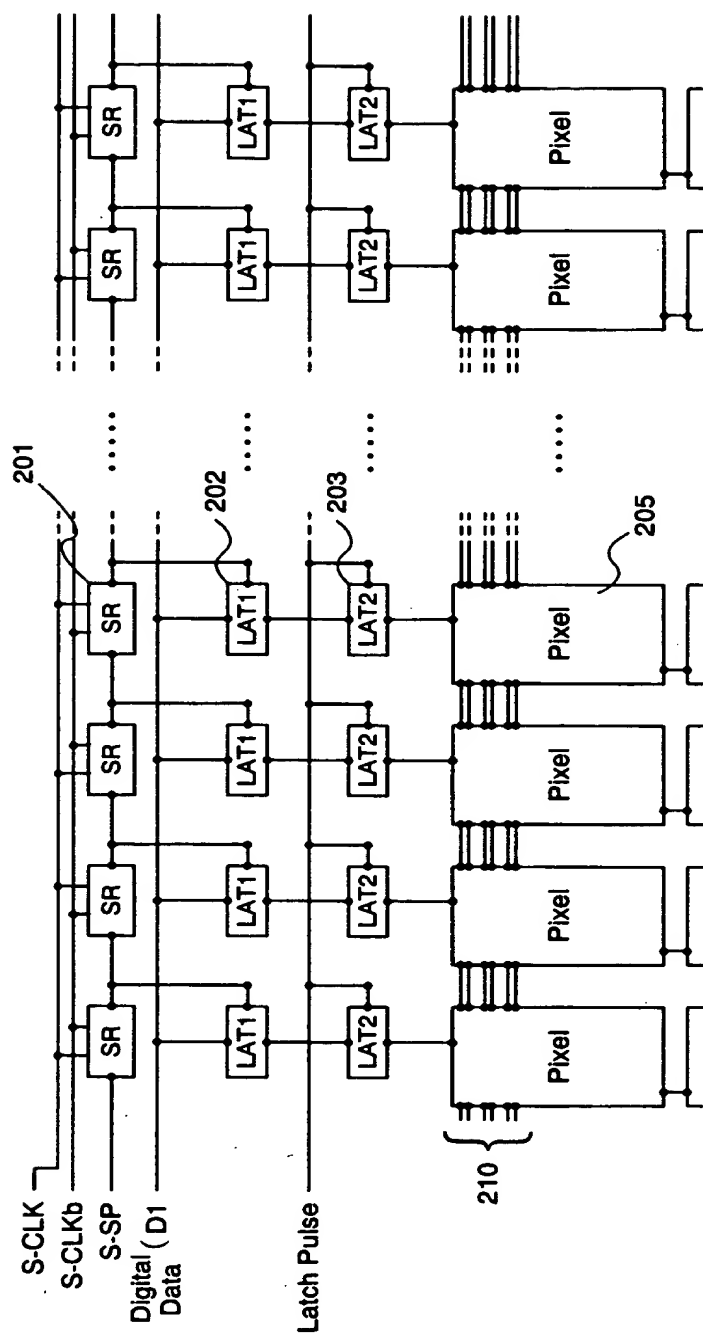 S-CLK
S-CLKb
S-SP
Digital
Data
( D1
201
SR SR SR SR SR SR
202
LAT1 LAT1 LAT1 LAT1 LAT1 LAT1
Latch Pulse
203
LAT2 LAT2 LAT2 LAT2 LAT2 LAT2
210
Pixel Pixel Pixel Pixel Pixel Pixel
205